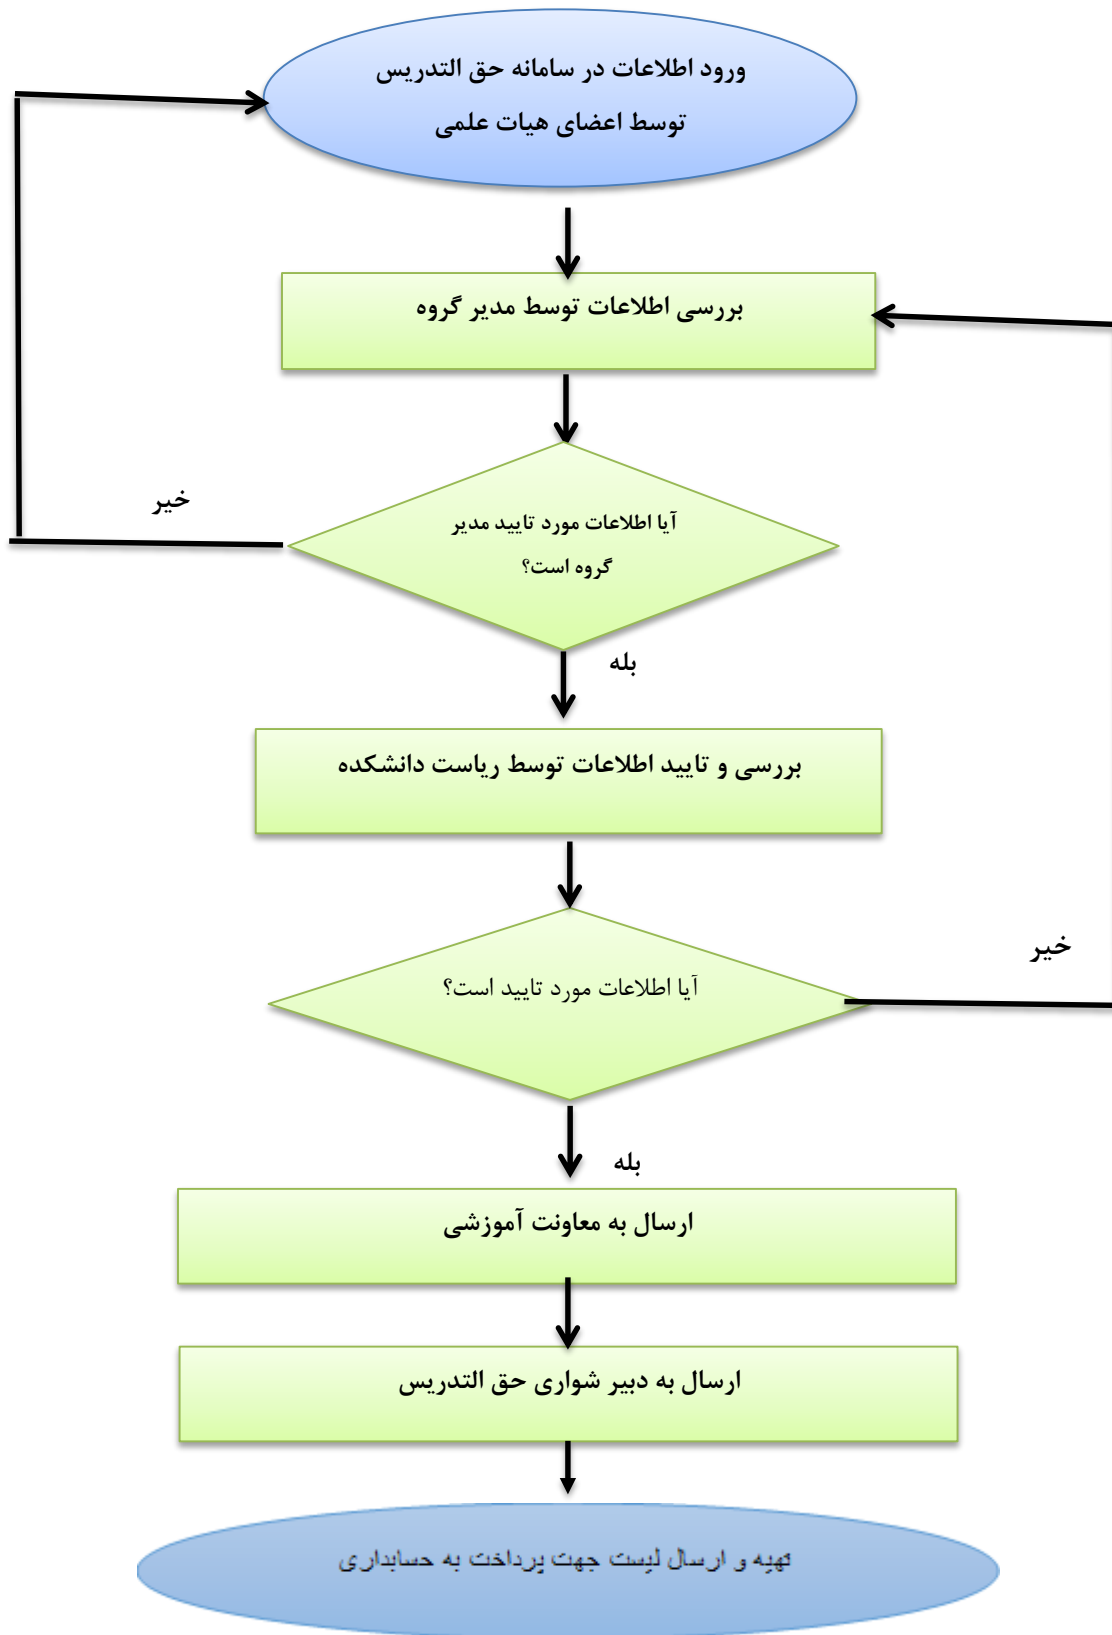 ورود اطلاعات در سامانه حق التدریس
توسط اعضای هیات علمی
بررسی اطلاعات توسط مدیر گروه
آیا اطلاعات مورد تایید مدیر
گروه است؟
خیر
بله
بررسی و تایید اطلاعات توسط ریاست دانشکده
آیا اطلاعات مورد تایید است؟
خیر
بله
ارسال به معاونت آموزشی
ارسال به دبیر شواری حق التدریس
تهیه و ارسال لیست جهت پرداخت به حسابداری